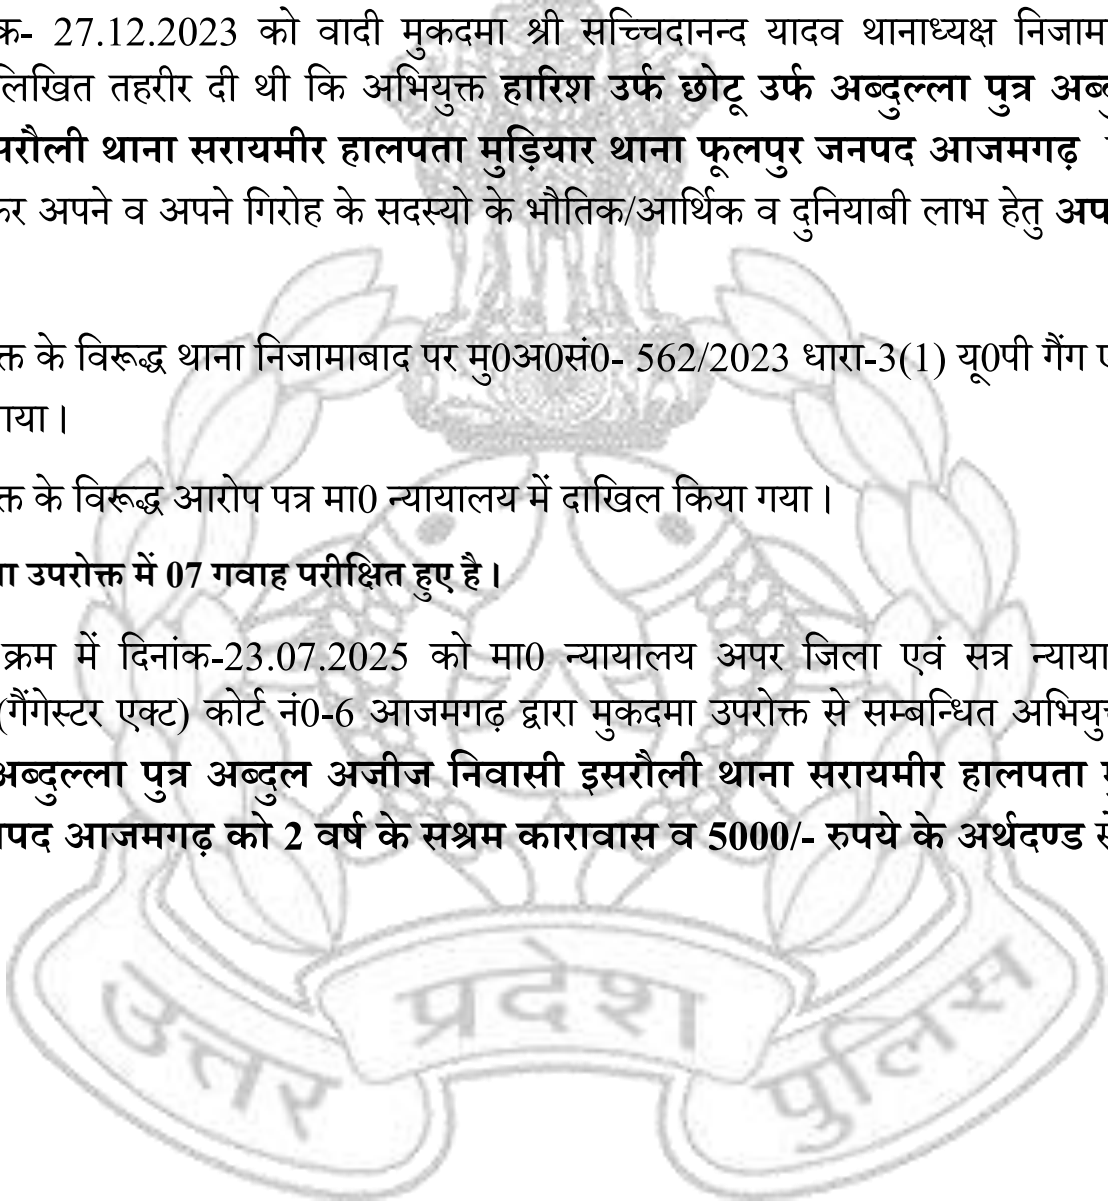 क- 27.12.2023 को वादी मुकदमा श्री सच्चिदानन्द यादव थानाध्यक्ष निजाम
लिखित तहरीर दी थी कि अभियुक्त हारिश उर्फ छोटू उर्फ अब्दुल्ला पुत्र अब्दु
परौली थाना सरायमीर हालपता मुड़ियार थाना फूलपुर जनपद आजमगढ़
कर अपने व अपने गिरोह के सदस्यो के भौतिक/आर्थिक व दुनियाबी लाभ हेतु अप
क्त के विरूद्ध थाना निजामाबाद पर मु0अ0सं0- 562/2023 धारा-3(1) यू0पी गैंग ए
गया।
क्त के विरूद्ध आरोप पत्र मा0 न्यायालय में दाखिल किया गया।
ा उपरोक्त में 07 गवाह परीक्षित हुए है।
क्रम में दिनांक-23.07.2025 को मा0 न्यायालय अपर जिला एवं सत्र न्याया
(गैंगेस्टर एक्ट) कोर्ट नं0-6 आजमगढ़ द्वारा मुकदमा उपरोक्त से सम्बन्धित अभियुक्
अब्दुल्ला पुत्र अब्दुल अजीज निवासी इसरौली थाना सरायमीर हालपता मु
पद आजमगढ़ को 2 वर्ष के सश्रम कारावास व 5000/- रुपये के अर्थदण्ड से
उत्तर प्रदेश पुलिस